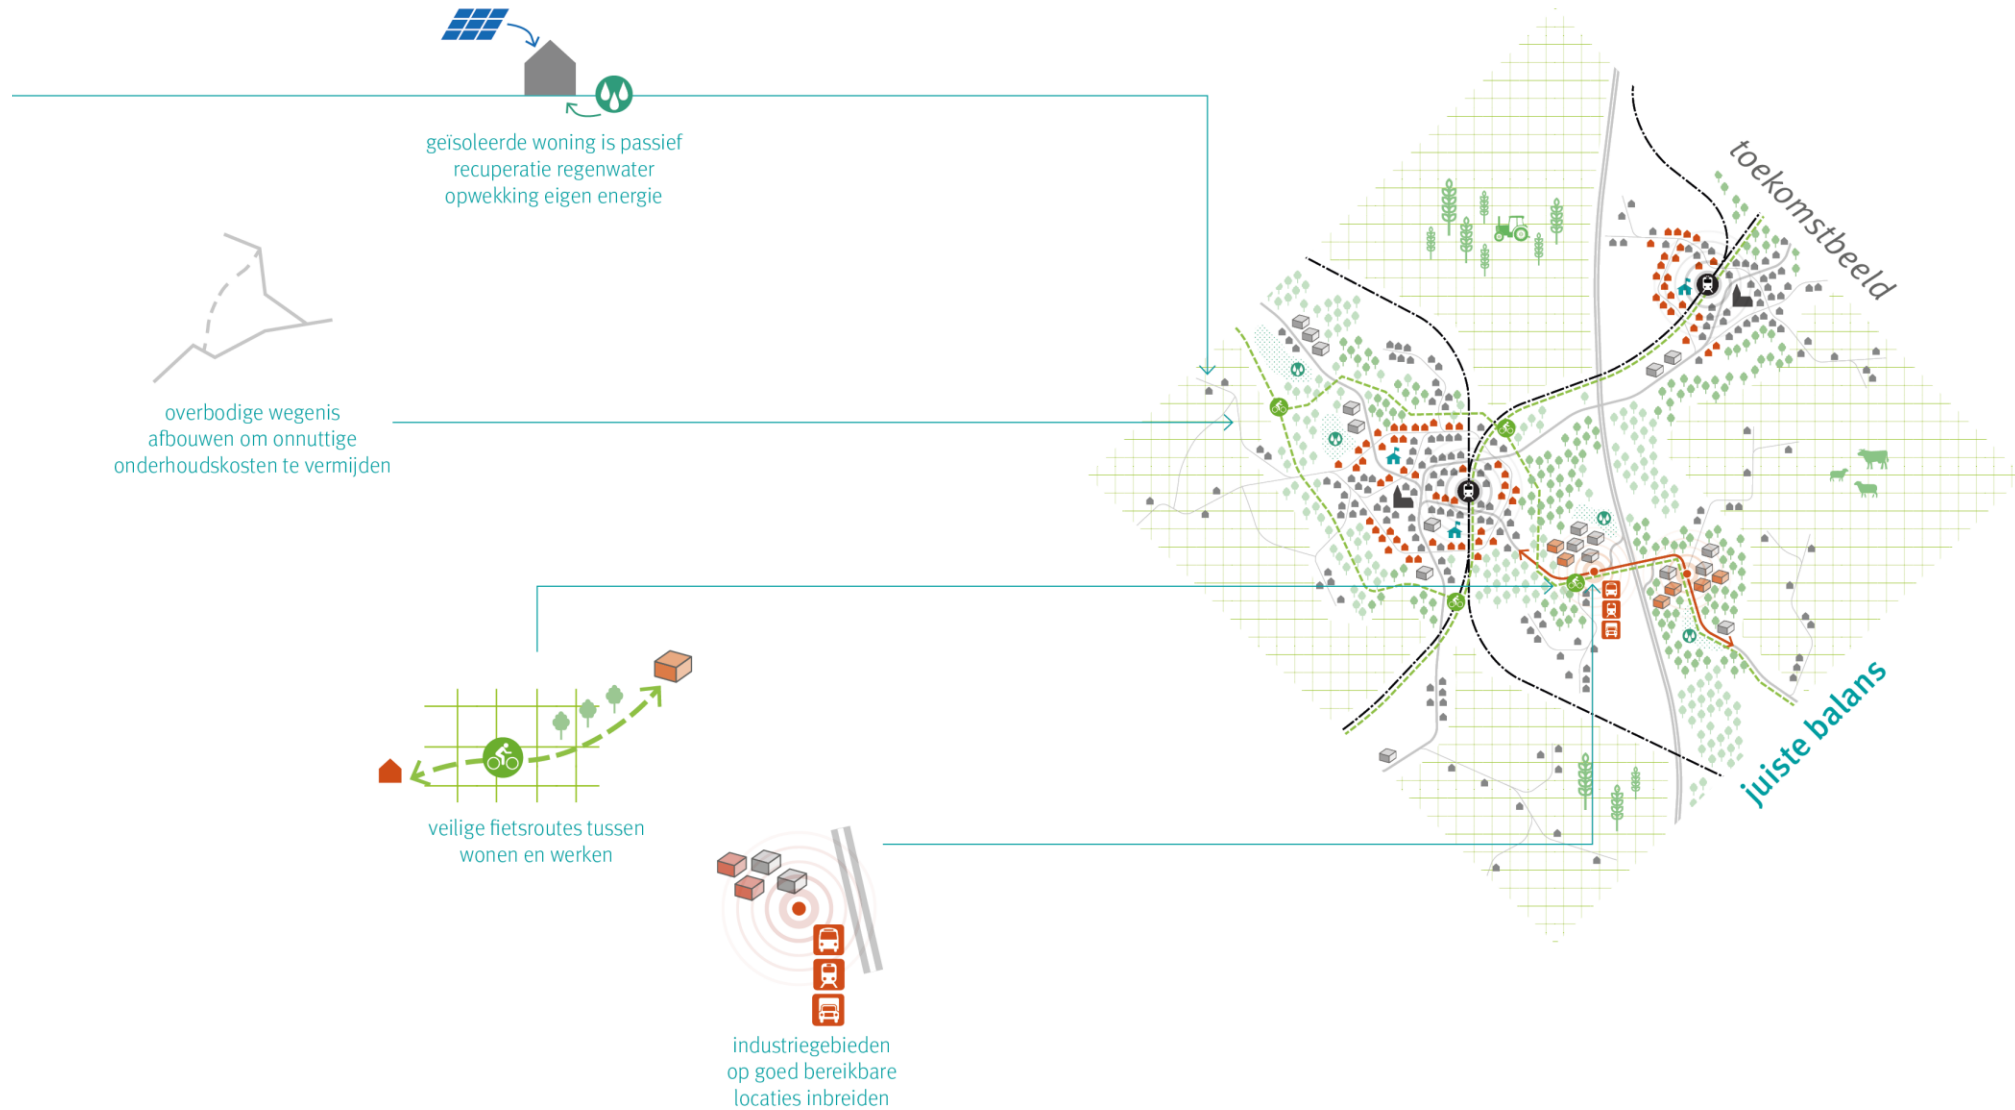 geïsoleerde woning is passief
recuperatie regenwater
opwekking eigen energie
toekomstbeeld
overbodige wegenis
afbouwen om onnuttige
onderhoudskosten te vermijden
juiste balans
veilige fietsroutes tussen
wonen en werken
industriegebieden
op goed bereikbare
locaties inbreiden